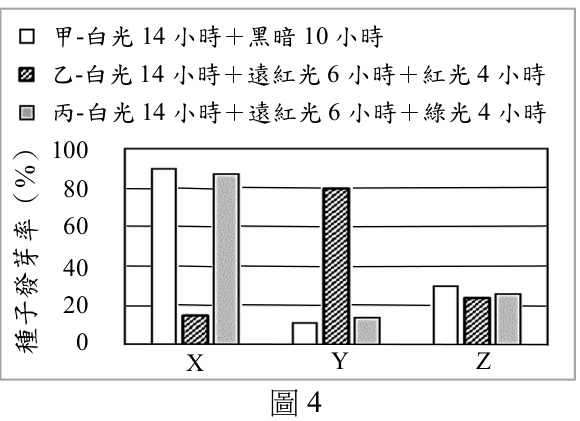 甲-白光 14 小時＋黑暗 10 小時
乙-白光 14 小時＋遠紅光 6 小時＋紅光 4 小時
丙-白光 14 小時＋遠紅光 6 小時＋綠光 4 小時
種子發芽率（%）
100
80
60
40
20
0
X Y Z
圖 4